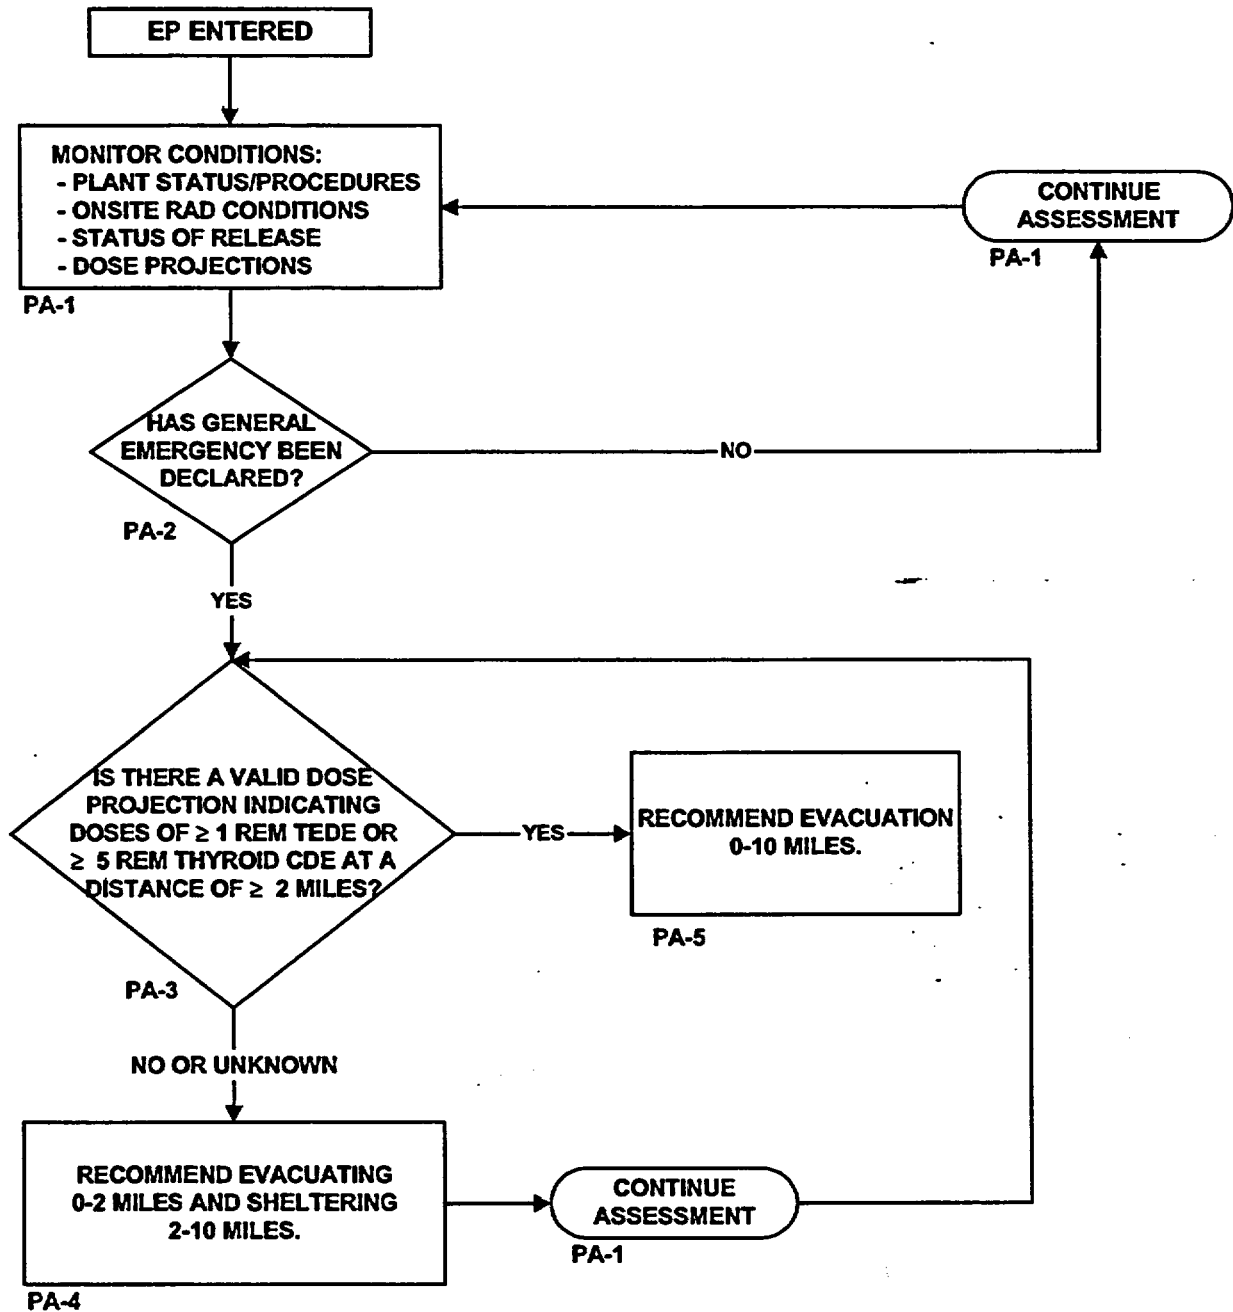 EP ENTERED
MONITOR CONDITIONS:
- PLANT STATUS/PROCEDURES
- ONSITE RAD CONDITIONS
- STATUS OF RELEASE
- DOSE PROJECTIONS
PA-1
CONTINUE
ASSESSMENT
PA-1
HAS GENERAL
EMERGENCY BEEN
DECLARED?
PA-2
NO
YES
IS THERE A VALID DOSE
PROJECTION INDICATING
DOSES OF ≥ 1 REM TEDE OR
≥ 5 REM THYROID CDE AT A
DISTANCE OF ≥ 2 MILES?
PA-3
YES
RECOMMEND EVACUATION
0-10 MILES.
PA-5
NO OR UNKNOWN
RECOMMEND EVACUATING
0-2 MILES AND SHELTERING
2-10 MILES.
PA-4
CONTINUE
ASSESSMENT
PA-1